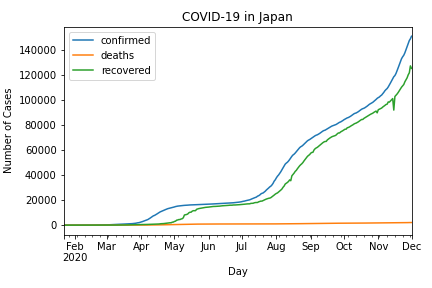 COVID-19 in Japan
confirmed
deaths
recovered
Number of Cases
140000
120000
100000
80000
60000
40000
20000
0
Feb Mar Apr May Jun Jul Aug Sep Oct Nov Dec
2020
Day